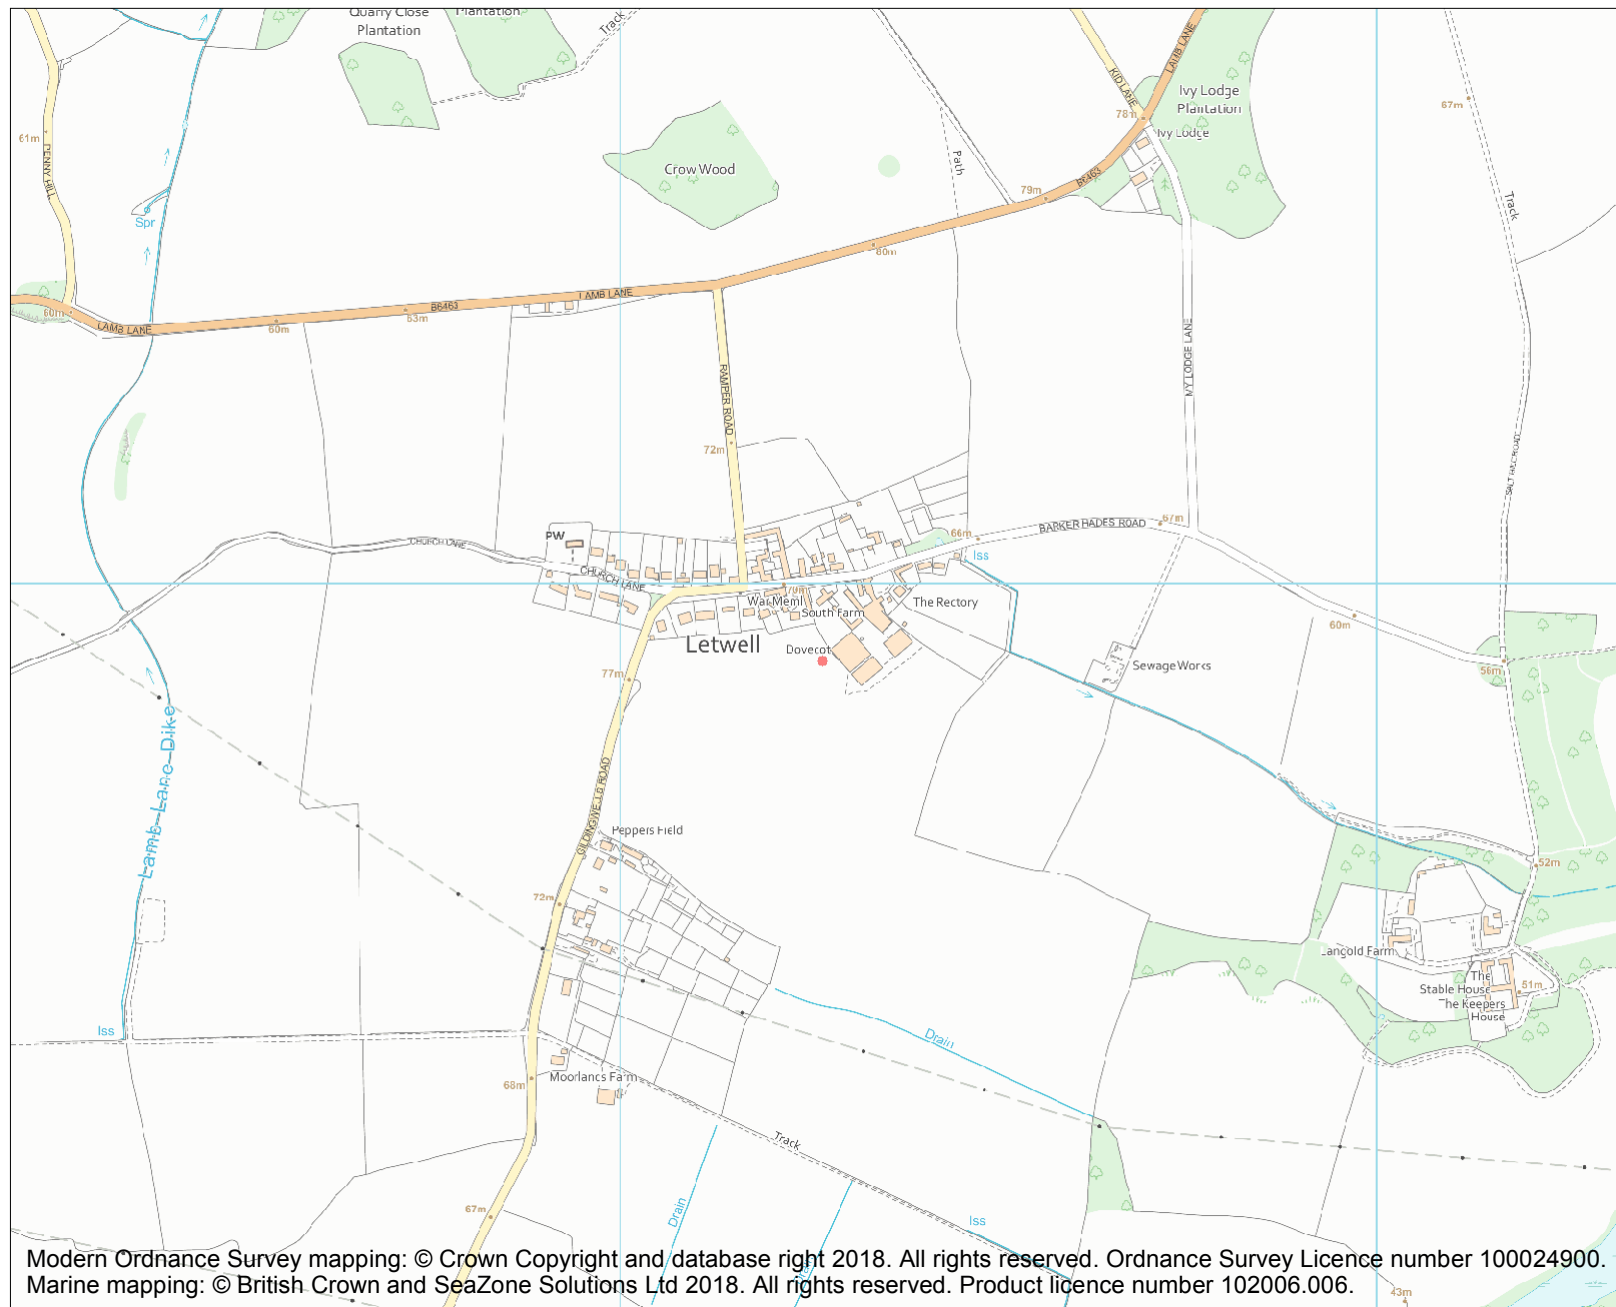 Quarry Close
Plantation
Plantation
Track
KID LANE
LAMB LANE
Ivy Lodge
Plantation
78m
Ivy Lodge
67m
61m
PENNY HILL
Crow Wood
Path
Track
79m
B6463
Spr
80m
60m
LAMB LANE
60m
53m
B6463
LAMB LANE
RAMPER ROAD
IVY LODGE LANE
72m
PW
CHURCH LANE
CHURCH LANE
66m
Iss
BARKER HADES ROAD
67m
War Meml
South Farm
The Rectory
60m
Letwell
Dovecot
Sewage Works
77m
56m
Lamb Lane Dike
GILDINGWELLS ROAD
Peppers Field
52m
72m
Langold Farm
The
Stable House
The Keepers
House
51m
Iss
Drain
68m
Moorlands Farm
Track
67m
Drain
Iss
Drain
43m
Modern Ordnance Survey mapping: © Crown Copyright and database right 2018. All rights reserved. Ordnance Survey Licence number 100024900.
Marine mapping: © British Crown and SeaZone Solutions Ltd 2018. All rights reserved. Product licence number 102006.006.